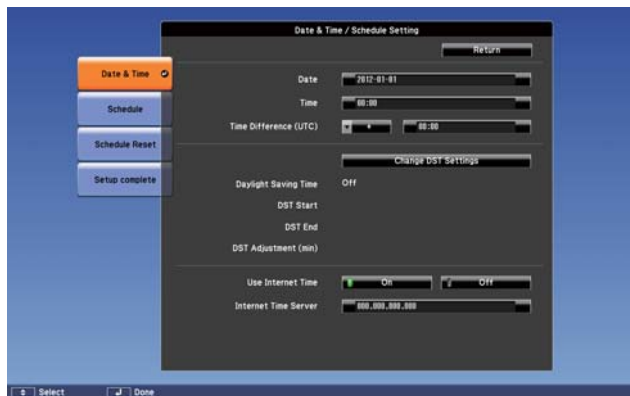 Date & Time / Schedule Setting
Return
Date & Time
Schedule
Schedule Reset
Setup complete
Date 2012-01-01
Time 00:00
Time Difference (UTC) + 00:00
Change DST Settings
Daylight Saving Time Off
DST Start
DST End
DST Adjustment (min)
Use Internet Time On Off
Internet Time Server 000.000.000.000
Select Done